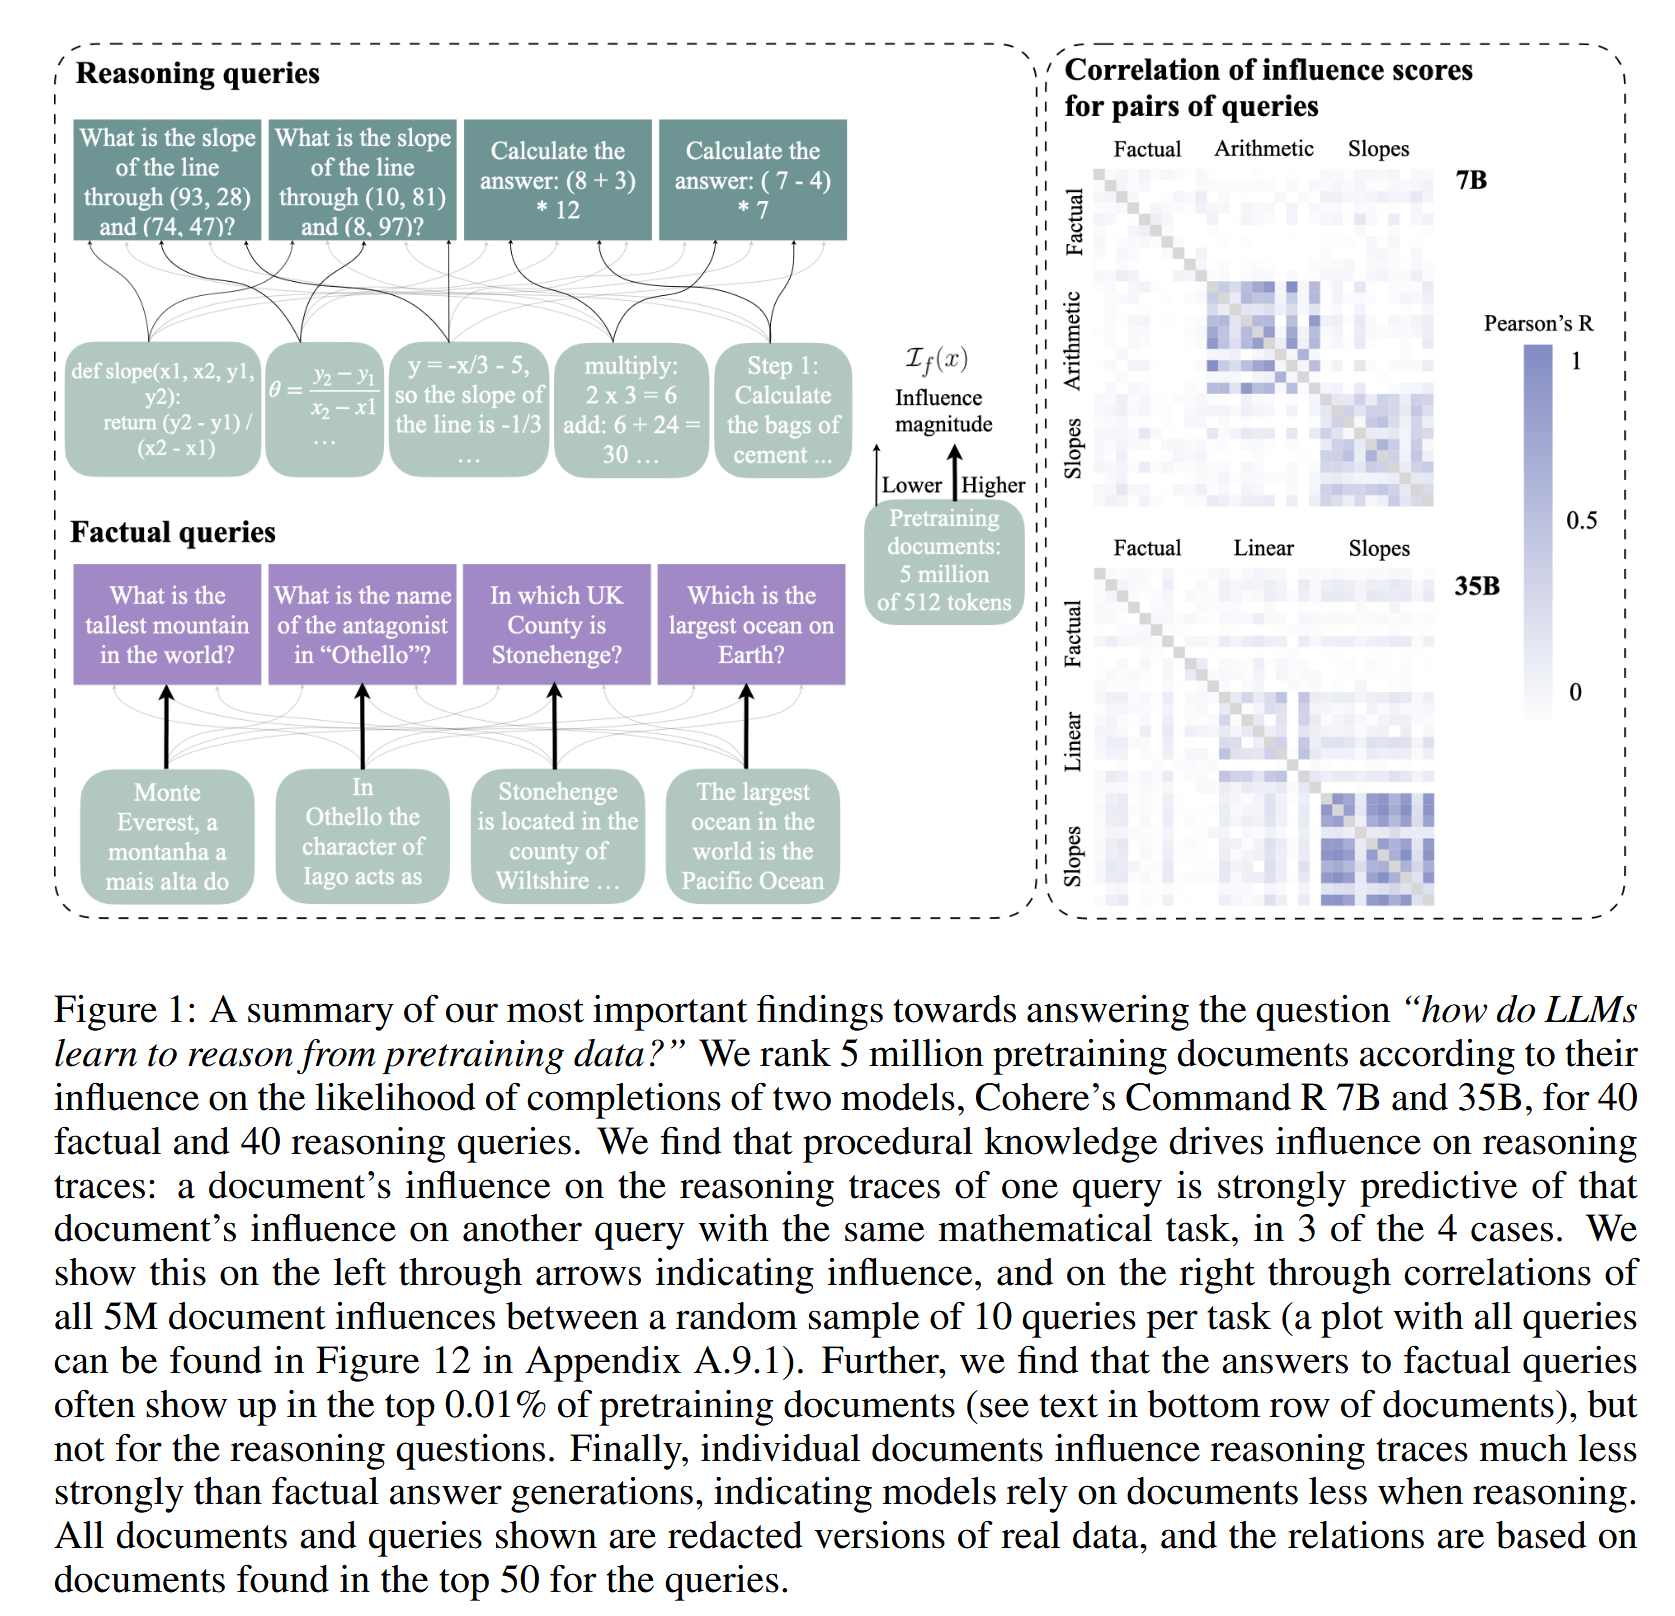 Reasoning queries
What is the slope
of the line
through (93, 28)
and (74, 47)?
What is the slope
of the line
through (10, 81)
and (8, 97)?
Calculate the
answer: (8 + 3)
* 12
Calculate the
answer: ( 7 - 4)
* 7
def slope(x1, x2, y1,
y2):
return (y2 - y1) /
(x2 - x1)
θ = (y₂ − y₁) / (x₂ − x1)
…
y = -x/3 - 5,
so the slope of
the line is -1/3
…
multiply:
2 x 3 = 6
add: 6 + 24 =
30 …
Step 1:
Calculate
the bags of
cement ...
Factual queries
What is the
tallest mountain
in the world?
What is the name
of the antagonist
in “Othello”?
In which UK
County is
Stonehenge?
Which is the
largest ocean on
Earth?
Monte
Everest, a
montanha a
mais alta do
In
Othello the
character of
Iago acts as
Stonehenge
is located in the
county of
Wiltshire …
The largest
ocean in the
world is the
Pacific Ocean
I_f(x)
Influence
magnitude
Lower
Higher
Pretraining
documents:
5 million
of 512 tokens
Correlation of influence scores
for pairs of queries
Factual Arithmetic Slopes
7B
Factual
Arithmetic
Slopes
Factual Linear Slopes
35B
Factual
Linear
Slopes
Pearson’s R
1
0.5
0
Figure 1: A summary of our most important findings towards answering the question “how do LLMs
learn to reason from pretraining data?” We rank 5 million pretraining documents according to their
influence on the likelihood of completions of two models, Cohere’s Command R 7B and 35B, for 40
factual and 40 reasoning queries. We find that procedural knowledge drives influence on reasoning
traces: a document’s influence on the reasoning traces of one query is strongly predictive of that
document’s influence on another query with the same mathematical task, in 3 of the 4 cases. We
show this on the left through arrows indicating influence, and on the right through correlations of
all 5M document influences between a random sample of 10 queries per task (a plot with all queries
can be found in Figure 12 in Appendix A.9.1). Further, we find that the answers to factual queries
often show up in the top 0.01% of pretraining documents (see text in bottom row of documents), but
not for the reasoning questions. Finally, individual documents influence reasoning traces much less
strongly than factual answer generations, indicating models rely on documents less when reasoning.
All documents and queries shown are redacted versions of real data, and the relations are based on
documents found in the top 50 for the queries.